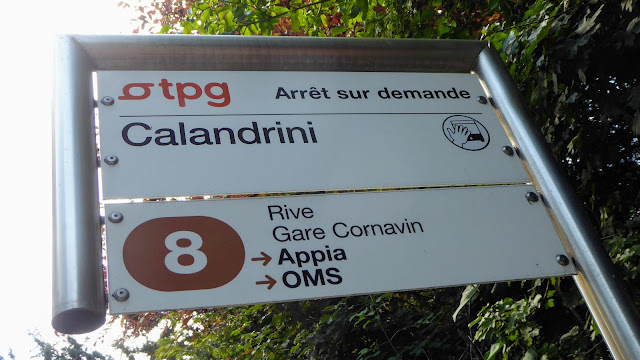 tpg Arrêt sur demande
Calandrini
8
Rive
Gare Cornavin
→ Appia
→ OMS